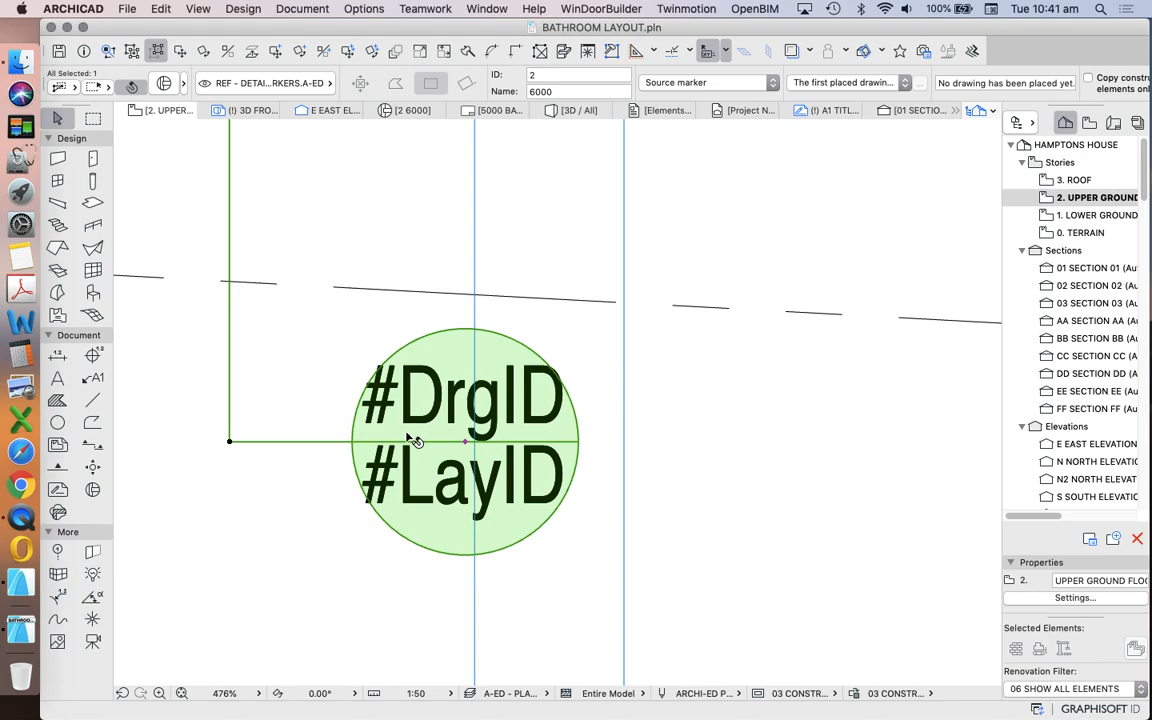 ARCHICAD File Edit View Design Document Options Teamwork Window Help WinDoorBuilder Twinmotion OpenBIM 100% Tue 10:41 am
BATHROOM LAYOUT.pln
All Selected: 1
REF - DETAI...RKERS.A-ED
ID: 2
Name: 6000
Source marker
The first placed drawin...
No drawing has been placed yet.
Copy constr
elements onl
[2. UPPER... (!) 3D FRO... E EAST EL... [2 6000] [5000 BA... [3D / All] [Elements... [Project N... (!) A1 TITL... [01 SECTIO...
Design
Document
More
#DrgID
#LayID
HAMPTONS HOUSE
Stories
3. ROOF
2. UPPER GROUND
1. LOWER GROUND
0. TERRAIN
Sections
01 SECTION 01 (Au
02 SECTION 02 (Au
03 SECTION 03 (Au
AA SECTION AA (Au
BB SECTION BB (Au
CC SECTION CC (A
DD SECTION DD (A
EE SECTION EE (Au
FF SECTION FF (Au
Elevations
E EAST ELEVATION
N NORTH ELEVATI
N2 NORTH ELEVAT
S SOUTH ELEVATI
Properties
2. UPPER GROUND FLOO
Settings...
Selected Elements:
Renovation Filter:
06 SHOW ALL ELEMENTS
476% 0.00° 1:50 A-ED - PLA... Entire Model ARCHI-ED P... 03 CONSTR... 03 CONSTR...
GRAPHISOFT ID